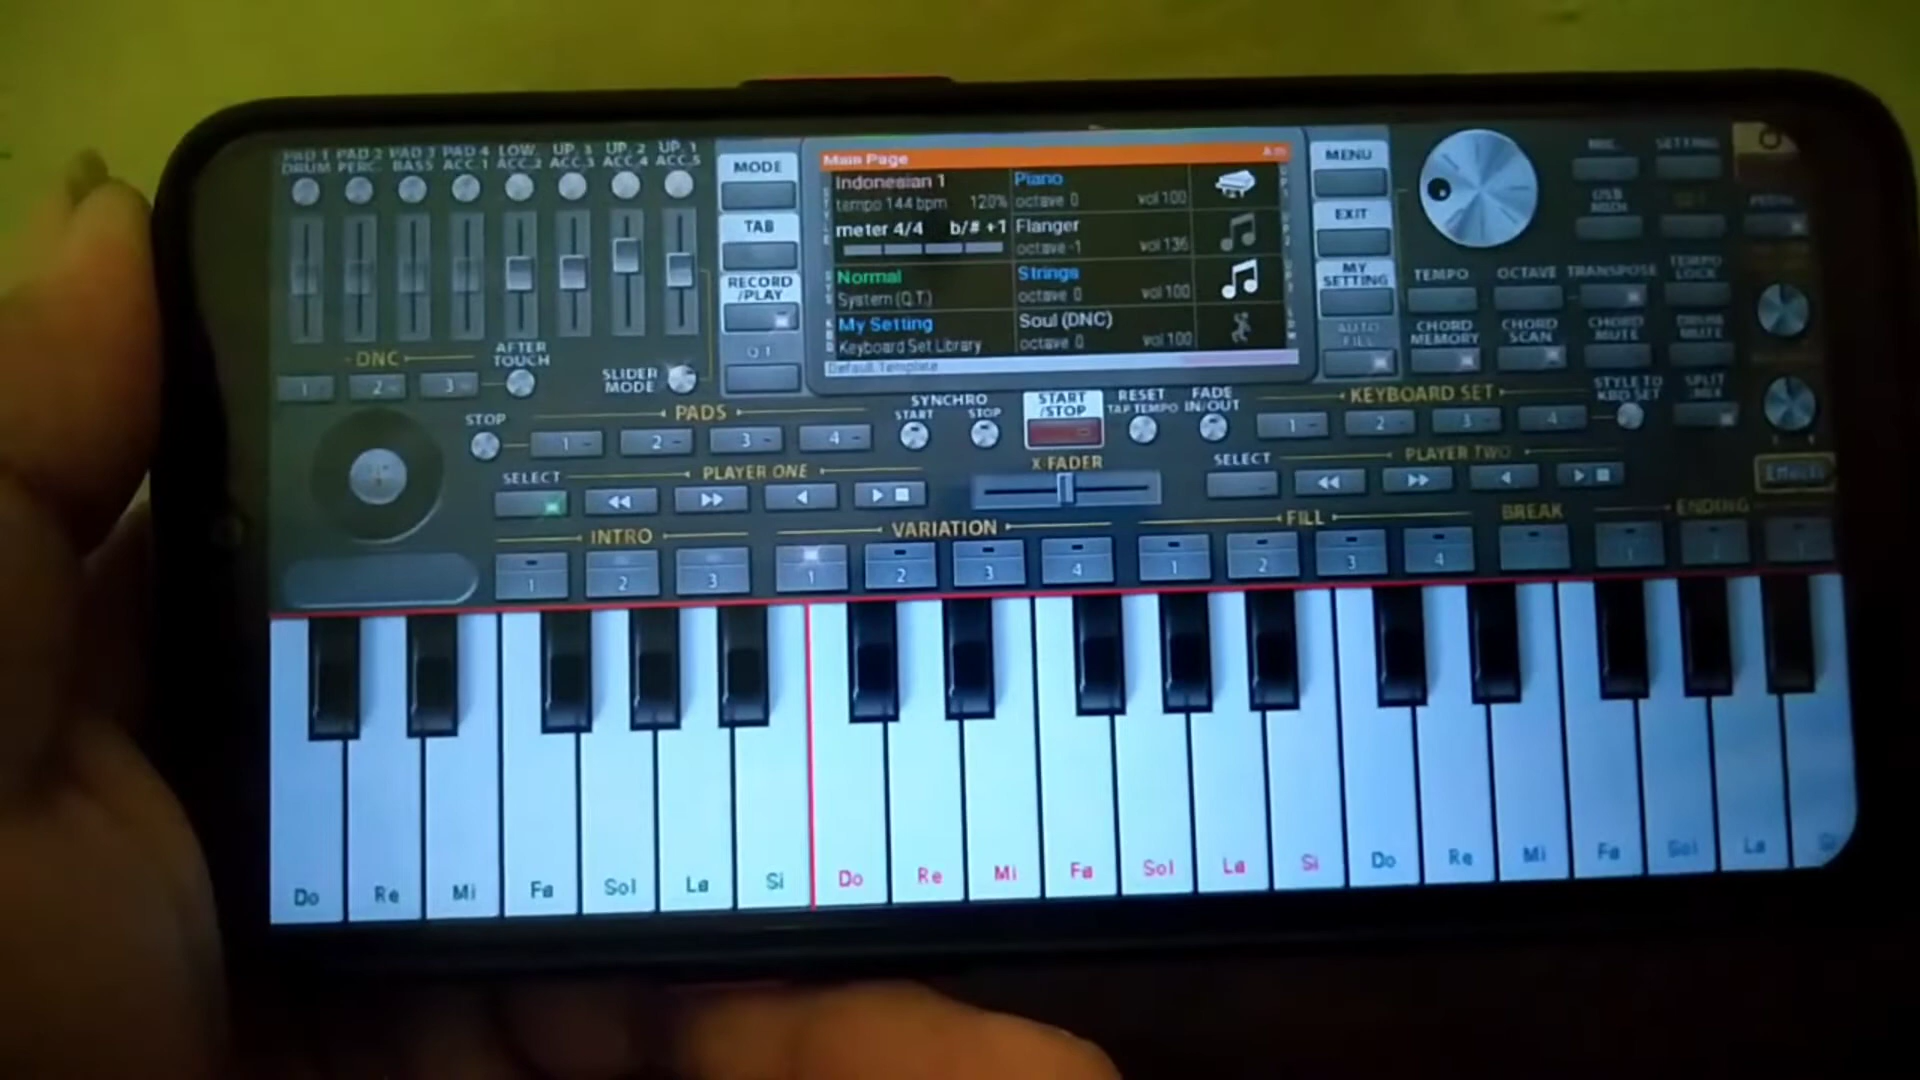 PAD 1 PAD 2 PAD 3 PAD 4 LOW. UP. 3 UP. 2 UP. 1
DRUM PERC. BASS ACC.1 ACC.2 ACC.3 ACC.4 ACC.5
MODE
TAB
RECORD
/PLAY
Main Page
Indonesian 1
tempo 144 bpm 120%
meter 4/4 b/# +1
Normal
System (Q.T.)
My Setting
Keyboard Set Library
Default Template
Piano
octave 0 vol 100
Flanger
octave -1 vol 136
Strings
octave 0 vol 100
Soul (DNC)
octave 0 vol 100
MENU
EXIT
MY
SETTING
AUTO
FILL
USB
MIDI
TEMPO OCTAVE TRANSPOSE TEMPO
LOCK
CHORD
MEMORY
CHORD
SCAN
CHORD
MUTE
DRUM
MUTE
DNC
1 2 3
AFTER
TOUCH
SLIDER
MODE
STOP
PADS
1 2 3 4
SYNCHRO
START STOP
START
/STOP
RESET
TAP TEMPO
FADE
IN/OUT
KEYBOARD SET
1 2 3 4
STYLE TO
KBD SET
SPLIT
SELECT
PLAYER ONE
X-FADER
SELECT
PLAYER TWO
Effects
INTRO
1 2 3
VARIATION
1 2 3 4
FILL
1 2 3 4
BREAK
ENDING
Do Re Mi Fa Sol La Si Do Re Mi Fa Sol La Si Do Re Mi Fa Sol La Si